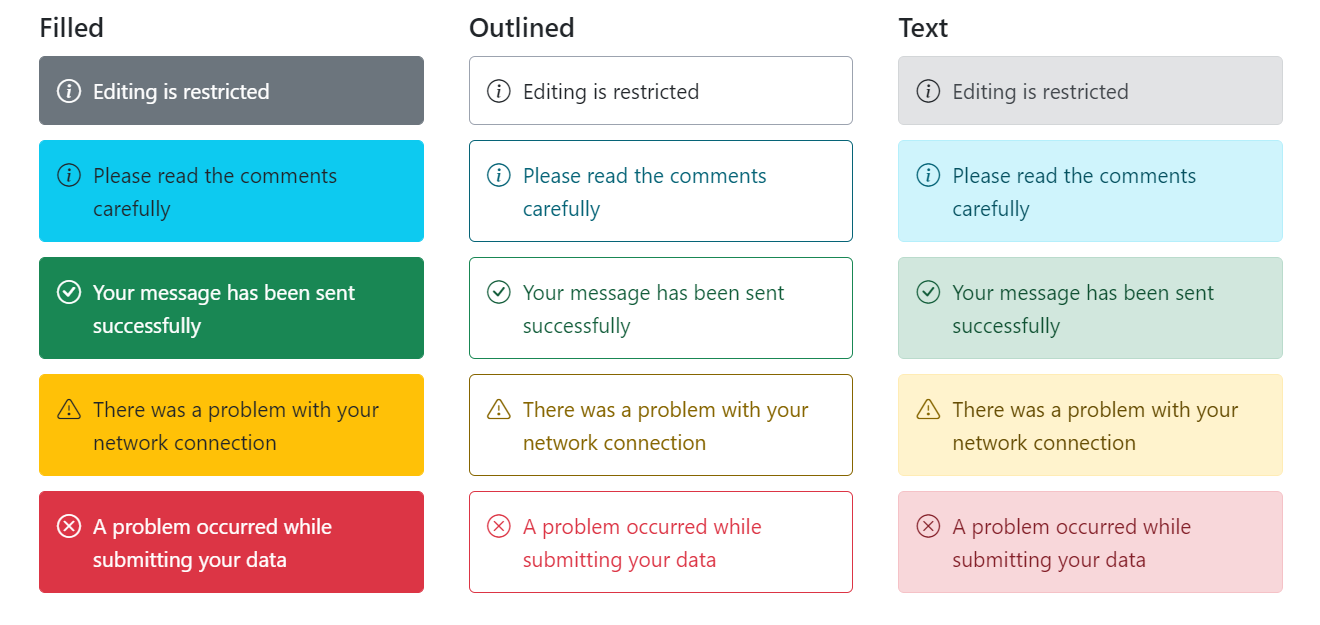 Filled
Editing is restricted
Please read the comments
carefully
Your message has been sent
successfully
There was a problem with your
network connection
A problem occurred while
submitting your data
Outlined
Editing is restricted
Please read the comments
carefully
Your message has been sent
successfully
There was a problem with your
network connection
A problem occurred while
submitting your data
Text
Editing is restricted
Please read the comments
carefully
Your message has been sent
successfully
There was a problem with your
network connection
A problem occurred while
submitting your data